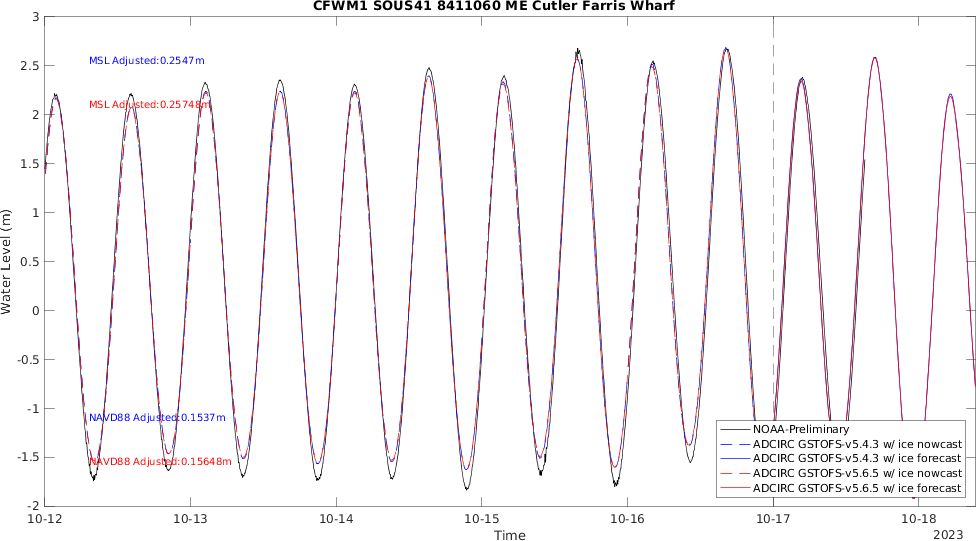 CFWM1 SOUS41 8411060 ME Cutler Farris Wharf
3
2.5
2
1.5
1
0.5
0
-0.5
-1
-1.5
-2
Water Level (m)
MSL Adjusted:0.2547m
MSL Adjusted:0.25748m
NAVD88 Adjusted:0.1537m
NAVD88 Adjusted:0.15648m
NOAA-Preliminary
ADCIRC GSTOFS-v5.4.3 w/ ice nowcast
ADCIRC GSTOFS-v5.4.3 w/ ice forecast
ADCIRC GSTOFS-v5.6.5 w/ ice nowcast
ADCIRC GSTOFS-v5.6.5 w/ ice forecast
10-12 10-13 10-14 10-15 10-16 10-17 10-18
Time
2023